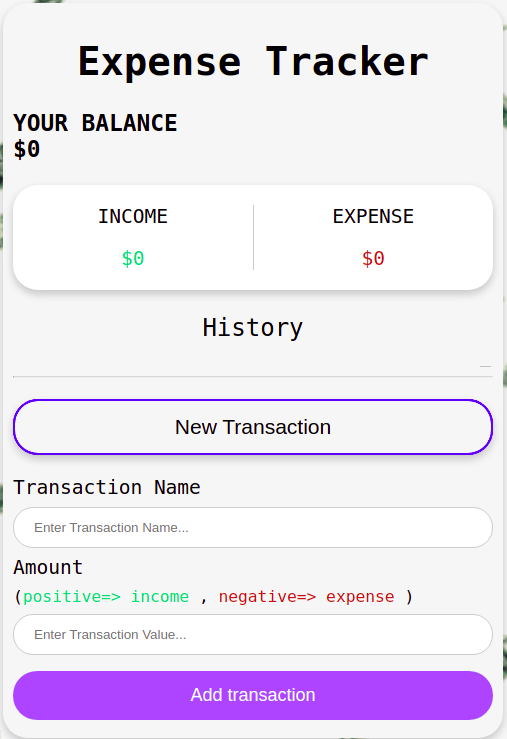 Expense Tracker
YOUR BALANCE
$0
INCOME
EXPENSE
$0
$0
History
New Transaction
Transaction Name
Enter Transaction Name...
Amount
(positive=> income , negative=> expense )
Enter Transaction Value...
Add transaction